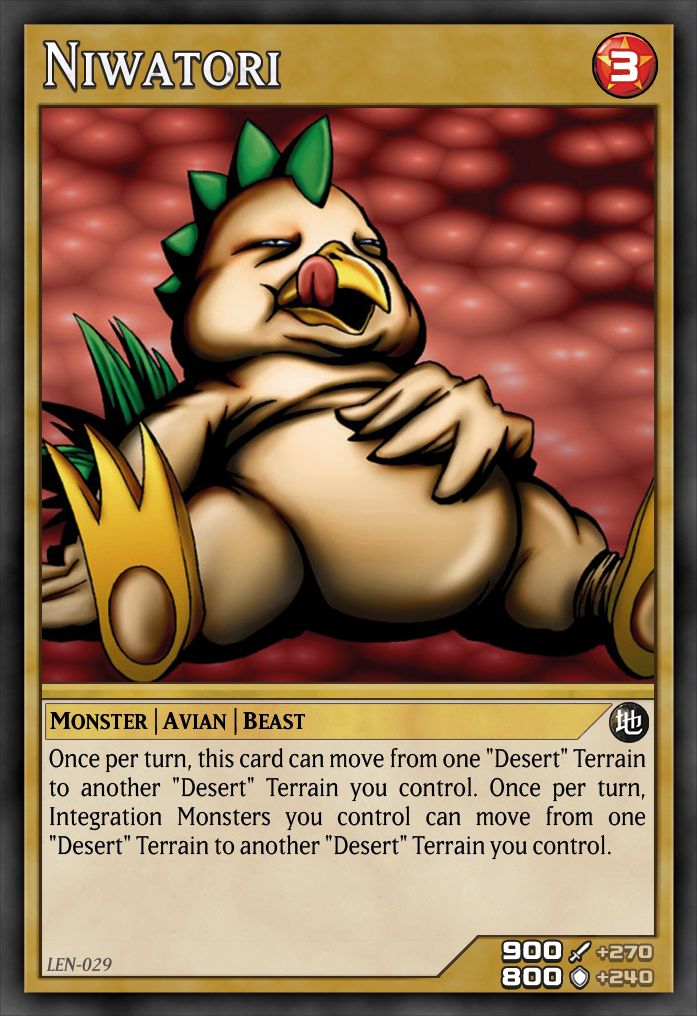 NIWATORI
3
MONSTER | AVIAN | BEAST
Once per turn, this card can move from one "Desert" Terrain
to another "Desert" Terrain you control. Once per turn,
Integration Monsters you control can move from one
"Desert" Terrain to another "Desert" Terrain you control.
900 +270
LEN-029
800 +240